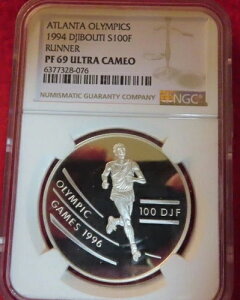 ATLANTA OLYMPICS
1994 DJIBOUTI S100F
RUNNER
PF 69 ULTRA CAMEO
6377328-076
NUMISMATIC GUARANTY COMPANY
NGC
OLYMPIC
GAMES 1996
100 DJF